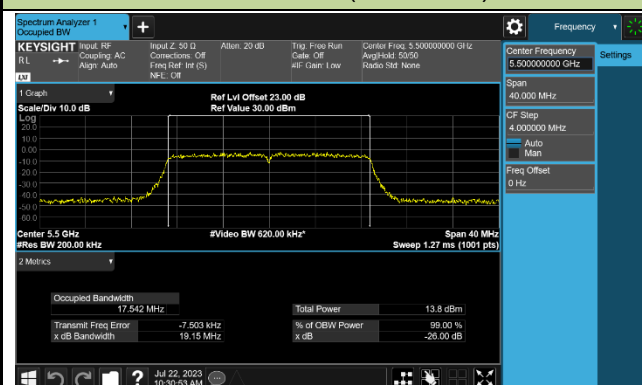 Spectrum Analyzer 1
Occupied BW
Frequency
KEYSIGHT
Input: RF
Coupling: AC
Align: Auto
Input Z: 50 Ω
Corrections: Off
Freq Ref: Int (S)
NFE: Off
Atten: 20 dB
Trig: Free Run
Gate: Off
#IF Gain: Low
Center Freq: 5.500000000 GHz
Avg|Hold: 50/50
Radio Std: None
RL
LXI
Center Frequency
5.500000000 GHz
Settings
Span
40.000 MHz
CF Step
4.000000 MHz
Auto
Man
Freq Offset
0 Hz
1 Graph
Scale/Div 10.0 dB
Ref Lvl Offset 23.00 dB
Ref Value 30.00 dBm
Log
20.0
10.0
0.00
-10.0
-20.0
-30.0
-40.0
-50.0
-60.0
Center 5.5 GHz
#Res BW 200.00 kHz
#Video BW 620.00 kHz*
Span 40 MHz
Sweep 1.27 ms (1001 pts)
2 Metrics
Occupied Bandwidth
17.542 MHz
Total Power 13.8 dBm
Transmit Freq Error -7.503 kHz
% of OBW Power 99.00 %
x dB Bandwidth 19.15 MHz
x dB -26.00 dB
Jul 22, 2023
10:30:53 AM